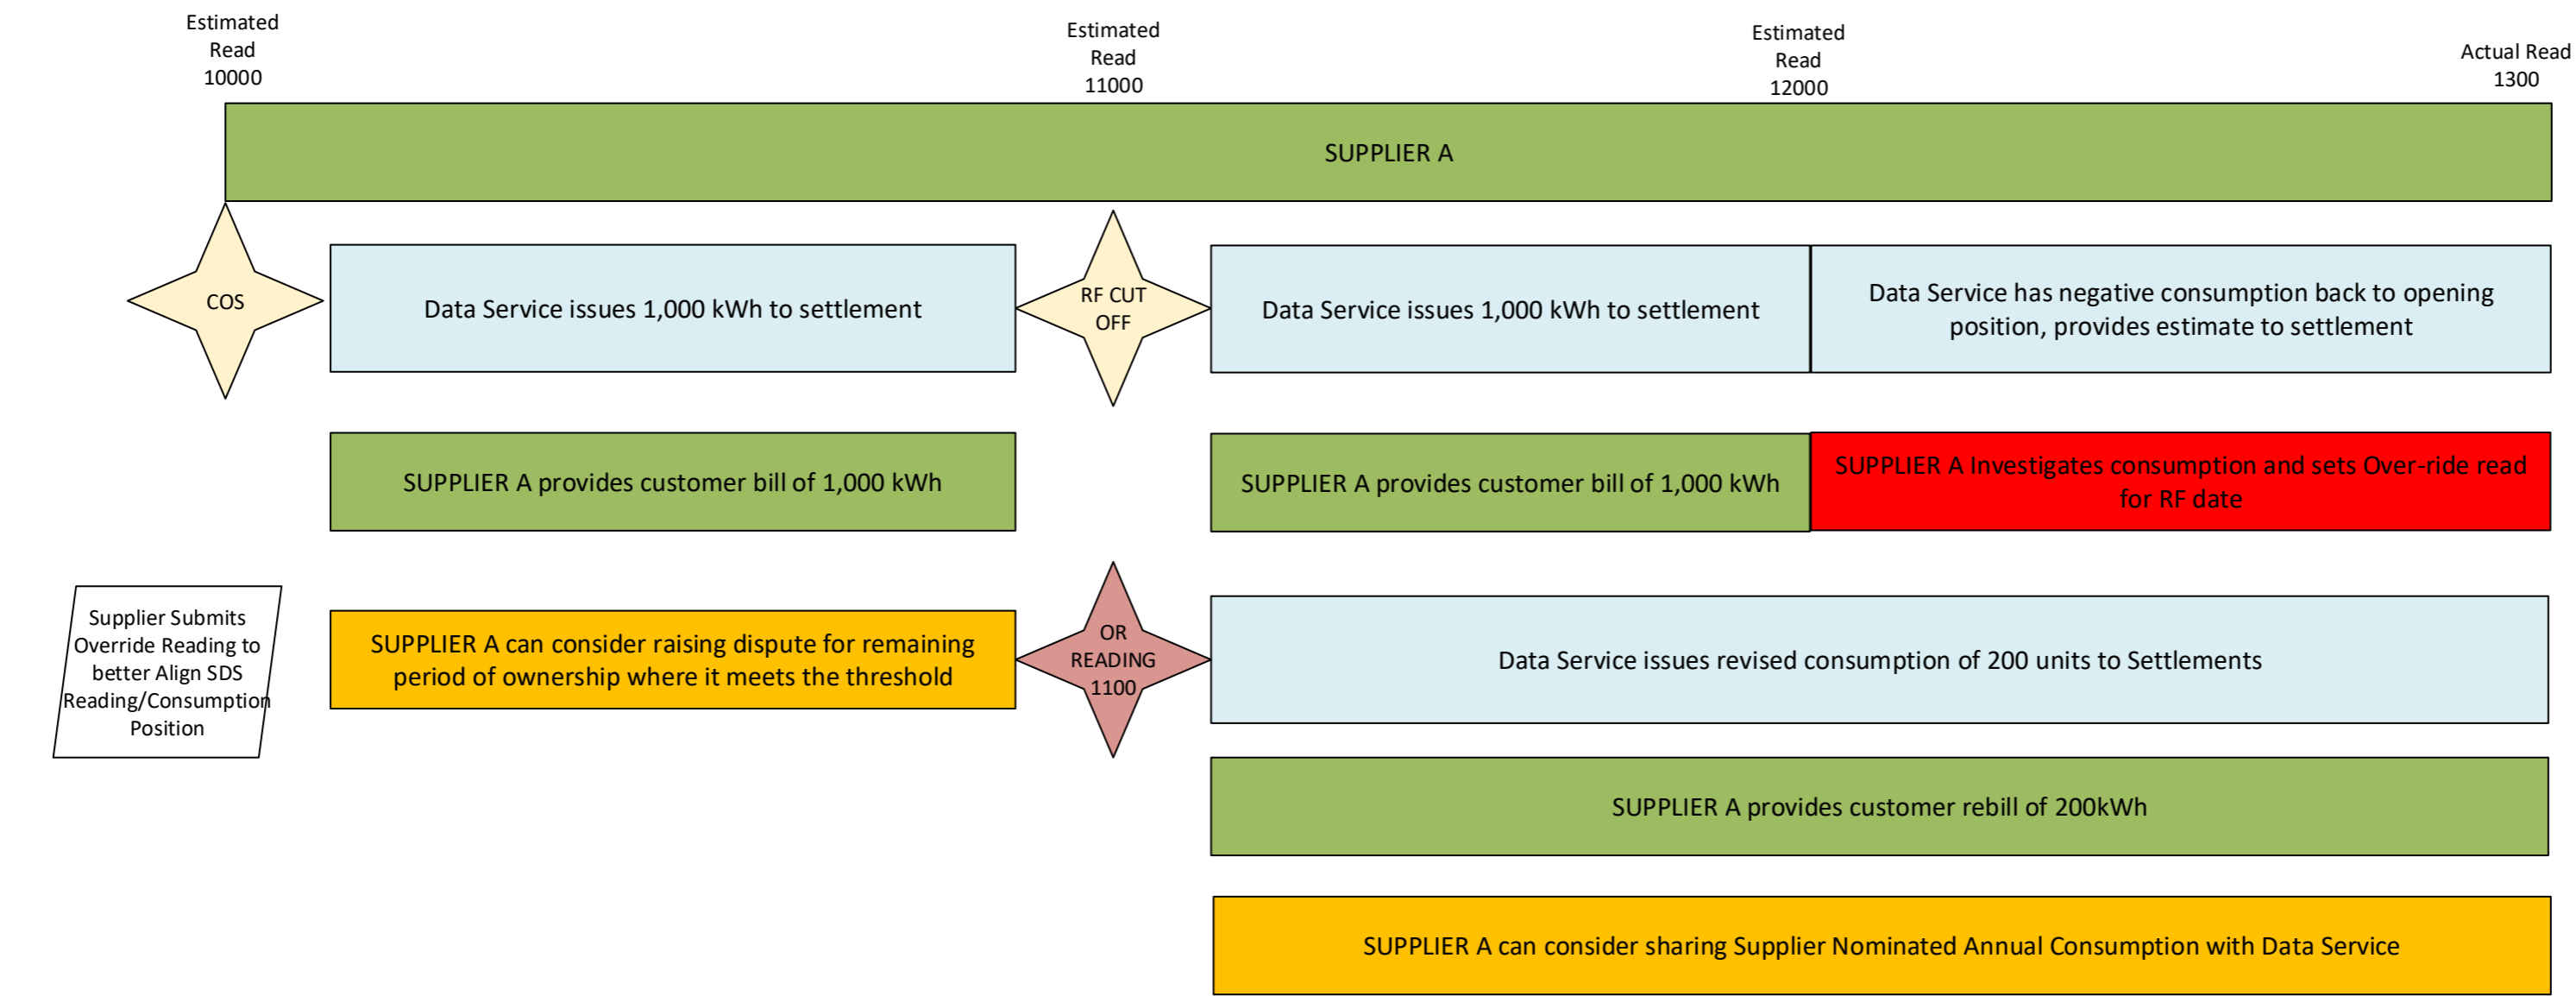 Estimated
Read
10000
Estimated
Read
11000
Estimated
Read
12000
Actual Read
1300
SUPPLIER A
COS
Data Service issues 1,000 kWh to settlement
RF CUT
OFF
Data Service issues 1,000 kWh to settlement
Data Service has negative consumption back to opening
position, provides estimate to settlement
SUPPLIER A provides customer bill of 1,000 kWh
SUPPLIER A provides customer bill of 1,000 kWh
SUPPLIER A Investigates consumption and sets Over-ride read
for RF date
Supplier Submits
Override Reading to
better Align SDS
Reading/Consumption
Position
SUPPLIER A can consider raising dispute for remaining
period of ownership where it meets the threshold
OR
READING
1100
Data Service issues revised consumption of 200 units to Settlements
SUPPLIER A provides customer rebill of 200kWh
SUPPLIER A can consider sharing Supplier Nominated Annual Consumption with Data Service